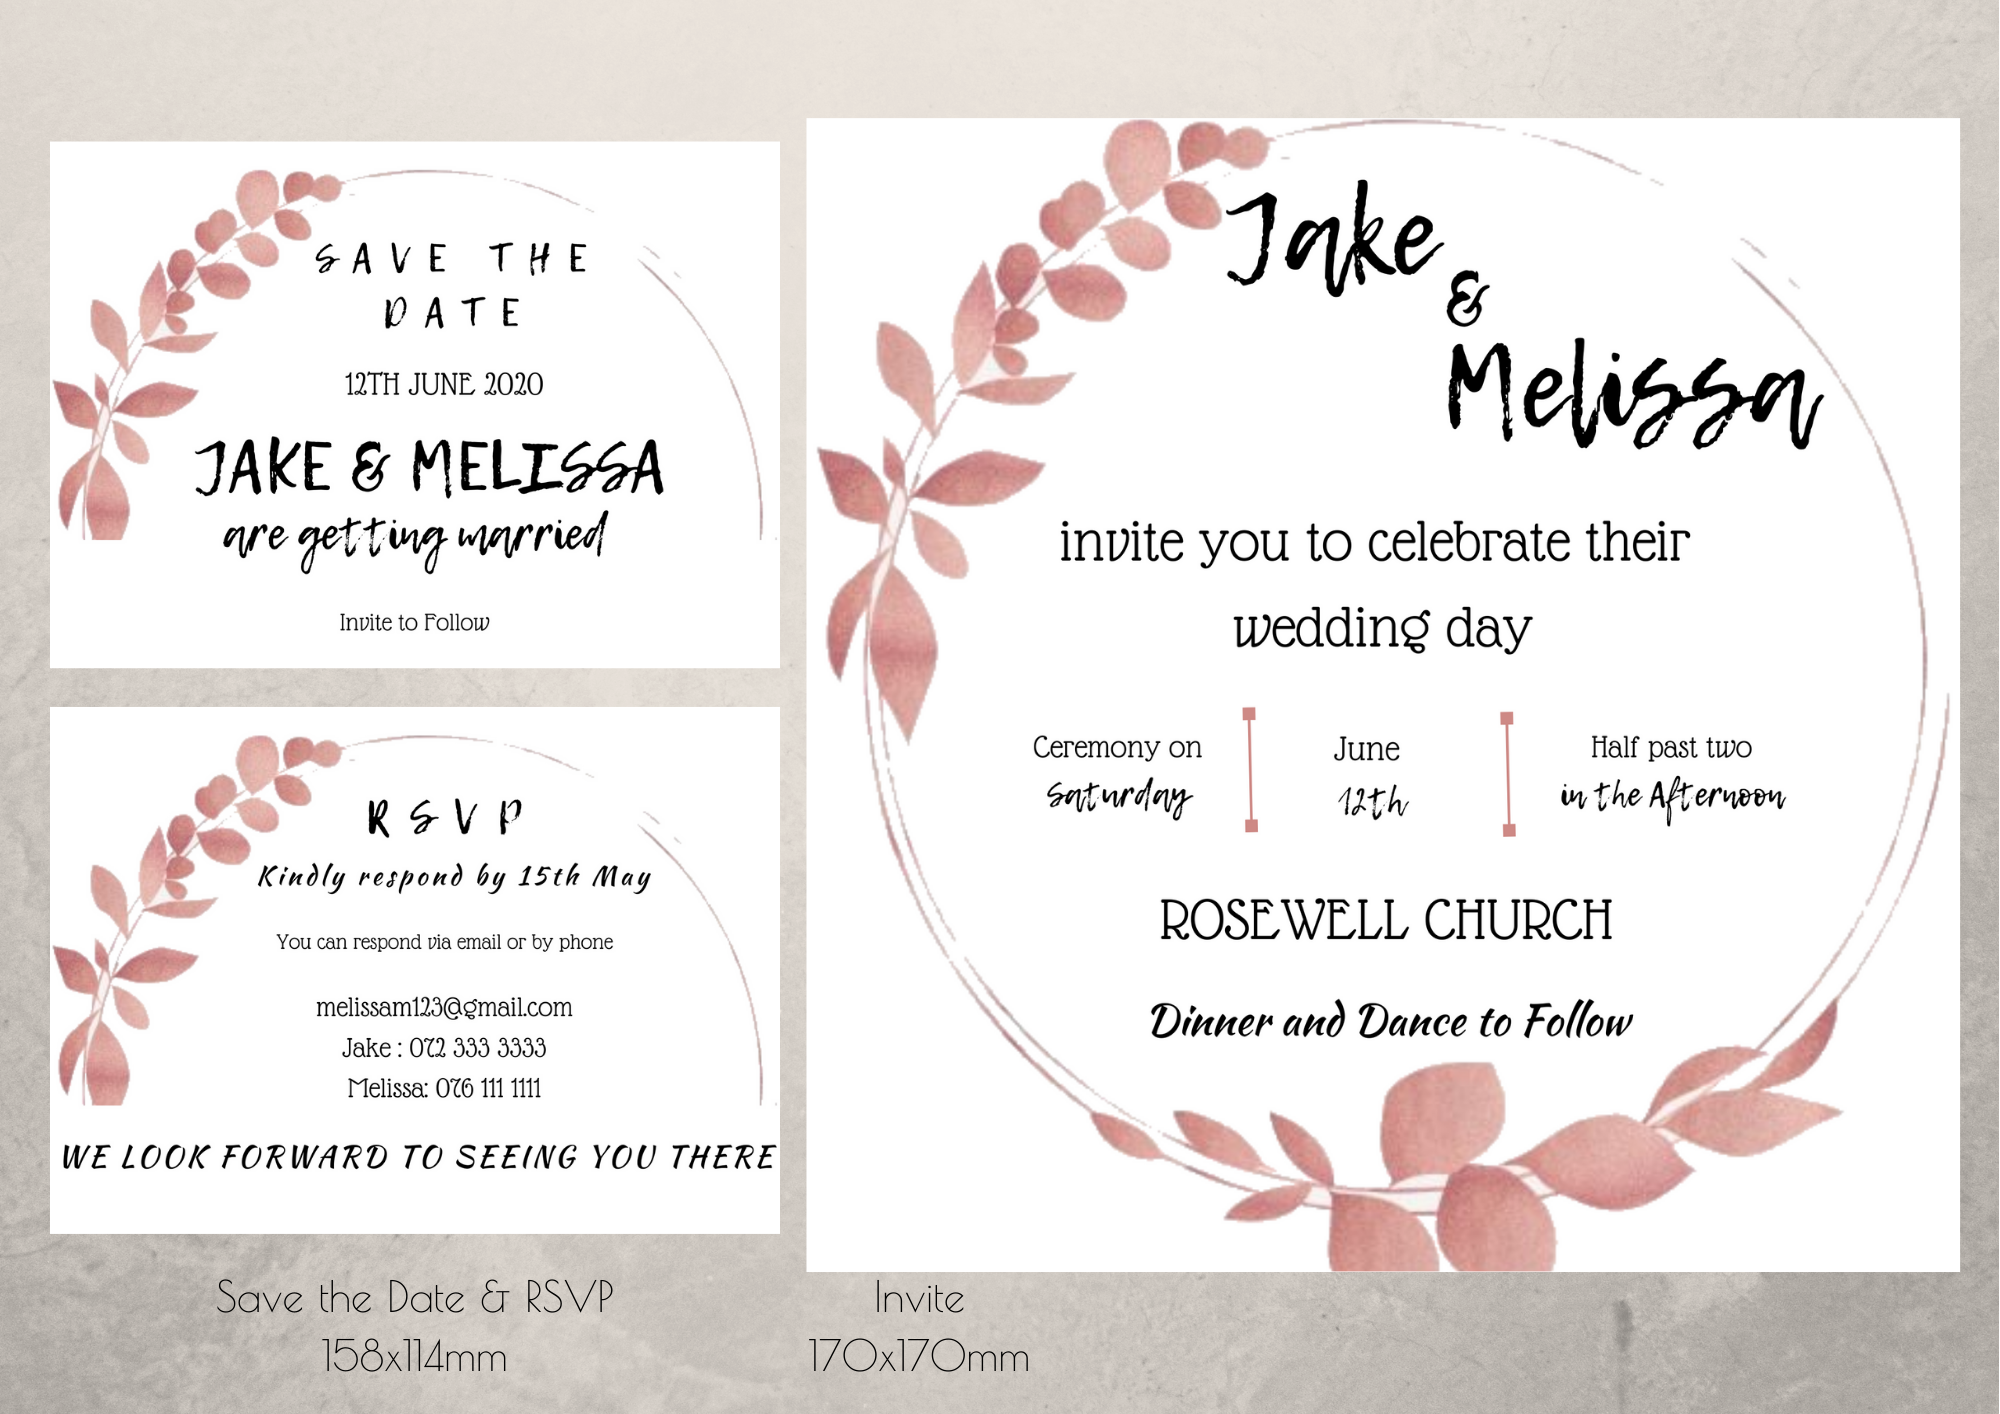 SAVE THE
DATE
12TH JUNE 2020
JAKE & MELISSA
are getting married
Invite to Follow
RSVP
Kindly respond by 15th May
You can respond via email or by phone
melissam123@gmail.com
Jake : 072 333 3333
Melissa: 076 111 1111
WE LOOK FORWARD TO SEEING YOU THERE
Save the Date & RSVP
158x114mm
Jake
&
Melissa
invite you to celebrate their
wedding day
Ceremony on
Saturday
June
12th
Half past two
in the Afternoon
ROSEWELL CHURCH
Dinner and Dance to Follow
Invite
170x170mm